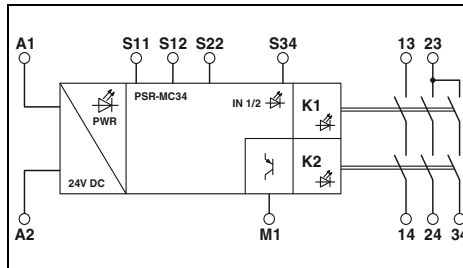 A1 S11 S12 S22 S34 13 23
PSR-MC34 IN 1/2 K1
PWR
K2
24V DC
A2 M1 14 24 34